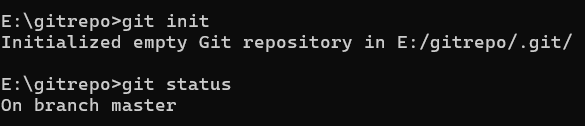 E:\gitrepo>git init
Initialized empty Git repository in E:/gitrepo/.git/
E:\gitrepo>git status
On branch master